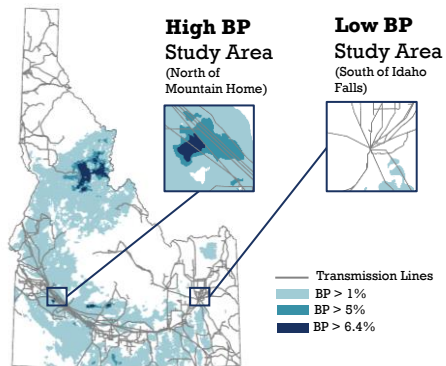 High BP
Study Area
(North of
Mountain Home)
Low BP
Study Area
(South of Idaho
Falls)
Transmission Lines
BP > 1%
BP > 5%
BP > 6.4%